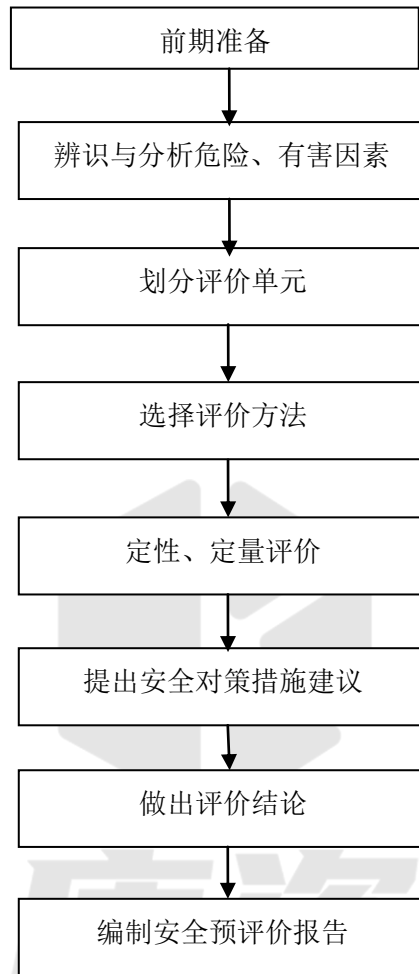 前期准备
辨识与分析危险、有害因素
划分评价单元
选择评价方法
定性、定量评价
提出安全对策措施建议
做出评价结论
编制安全预评价报告